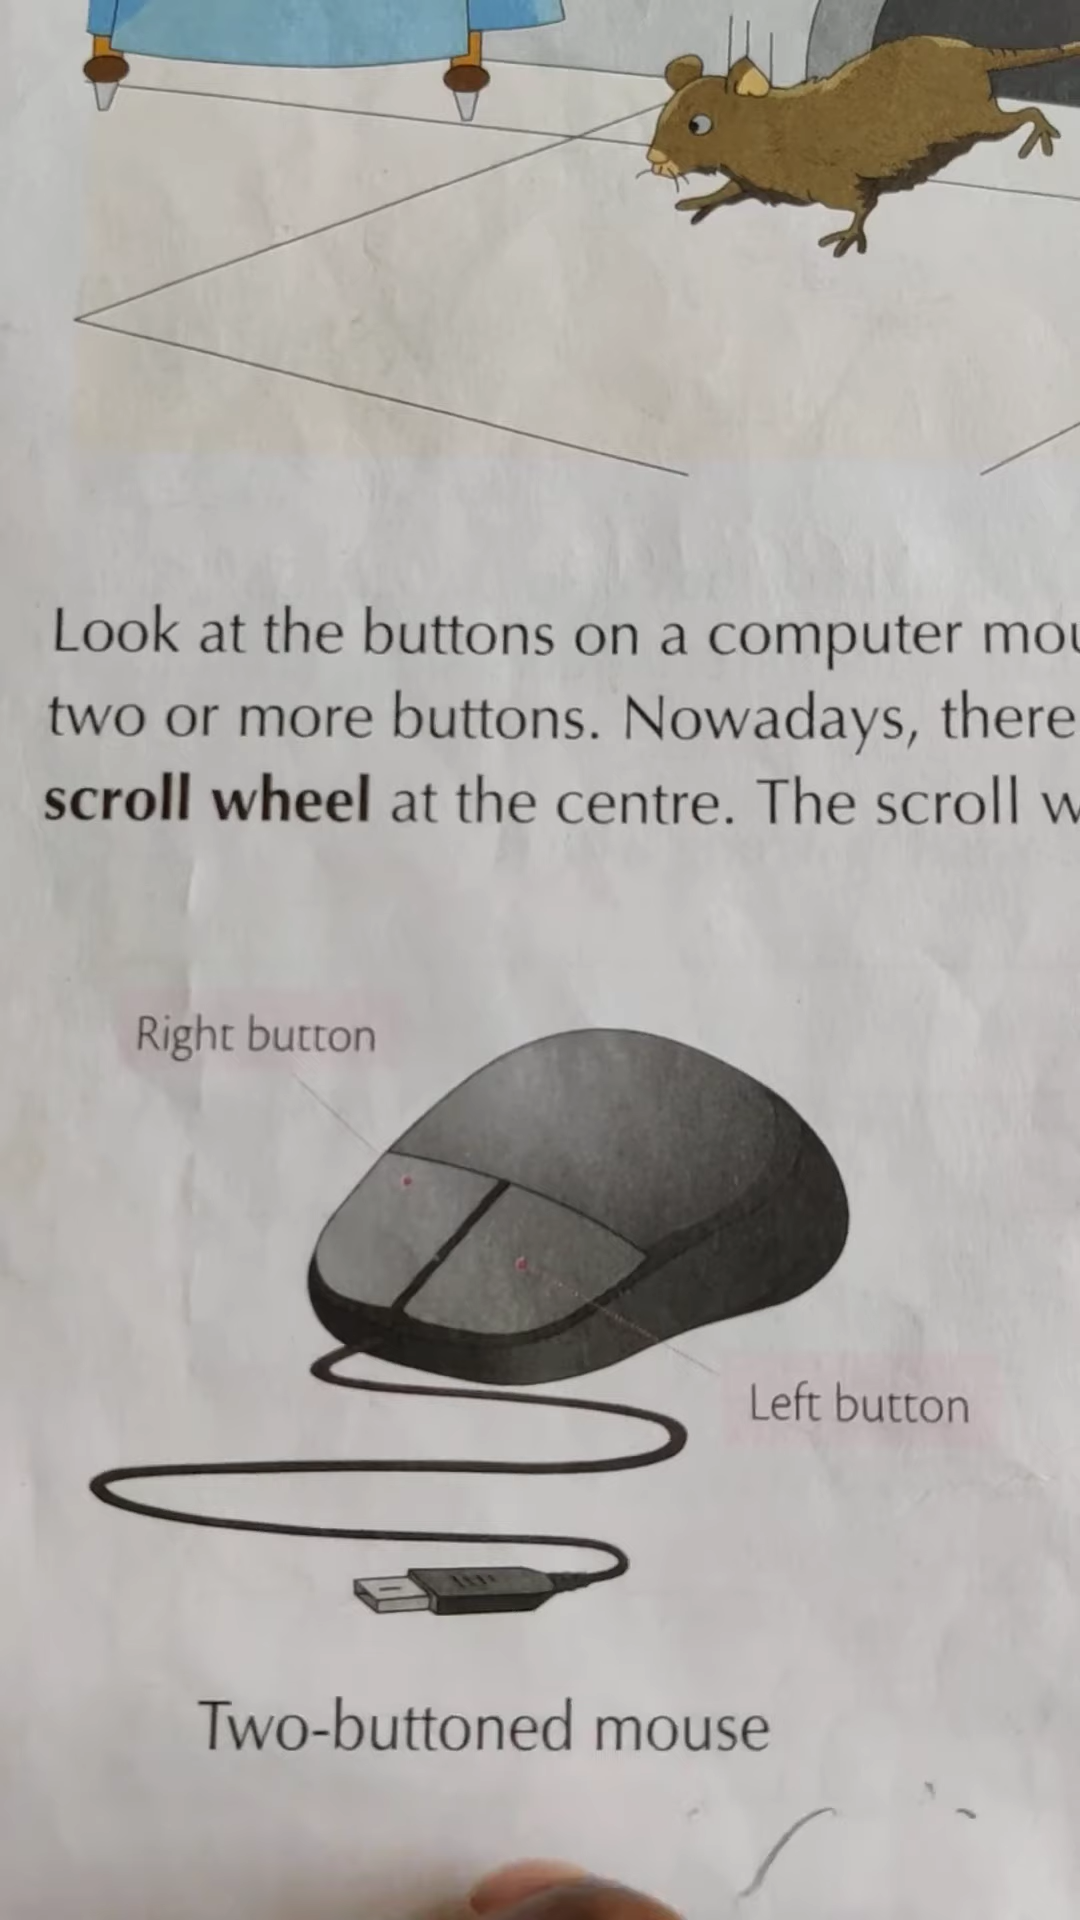 Look at the buttons on a computer
two or more buttons. Nowadays, there
scroll wheel at the centre. The scroll
Right button
Left button
Two-buttoned mouse